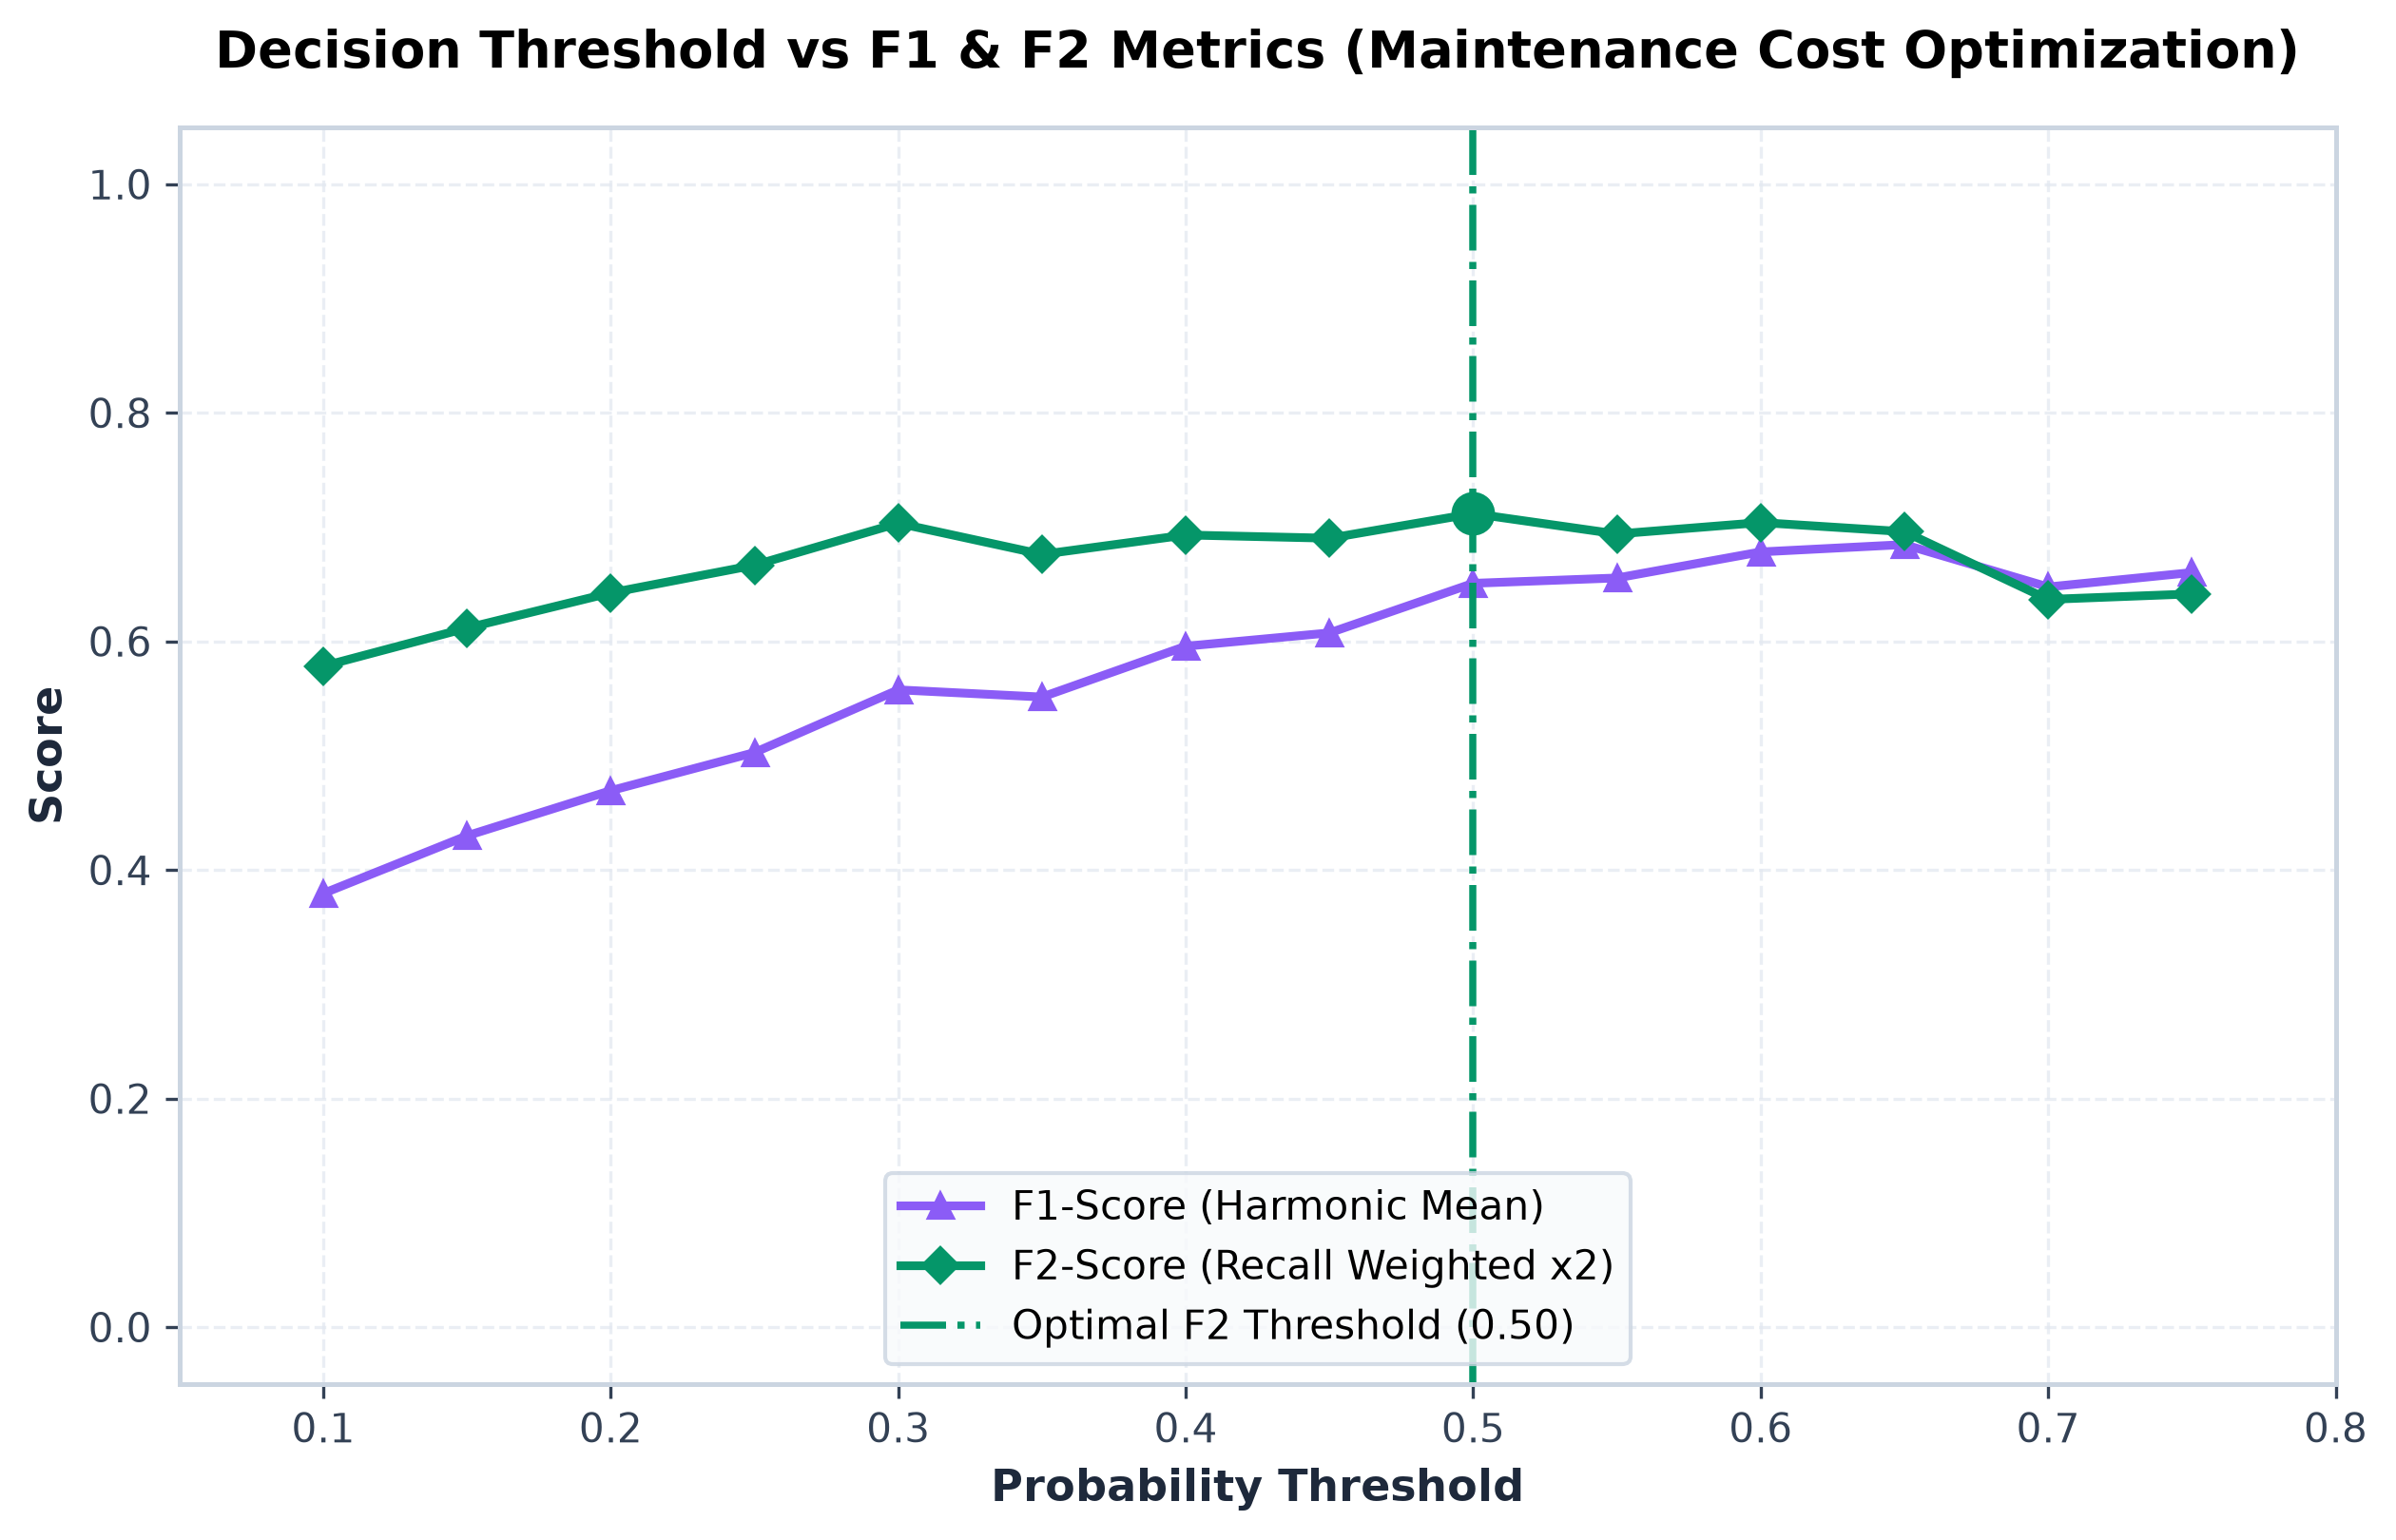 Decision Threshold vs F1 & F2 Metrics (Maintenance Cost Optimization)
1.0
0.8
0.6
0.4
0.2
0.0
Score
F1-Score (Harmonic Mean)
F2-Score (Recall Weighted x2)
Optimal F2 Threshold (0.50)
0.1 0.2 0.3 0.4 0.5 0.6 0.7 0.8
Probability Threshold